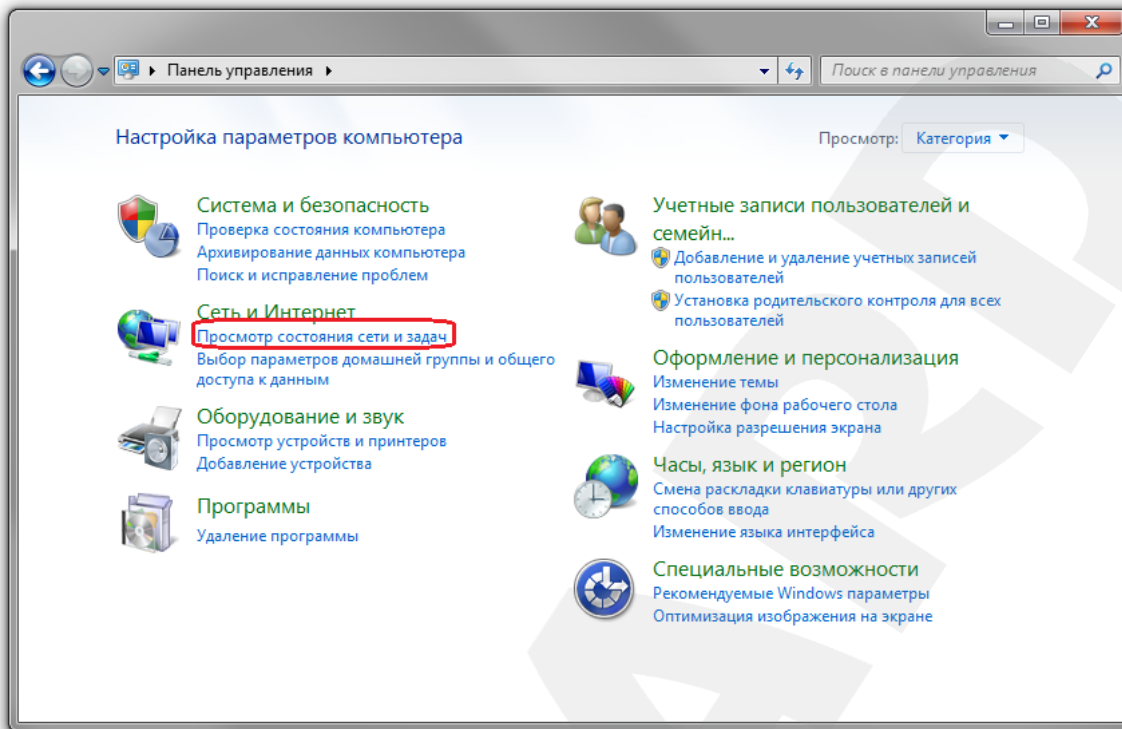 Панель управления
Поиск в панели управления
Настройка параметров компьютера
Просмотр: Категория
Система и безопасность
Проверка состояния компьютера
Архивирование данных компьютера
Поиск и исправление проблем
Сеть и Интернет
Просмотр состояния сети и задач
Выбор параметров домашней группы и общего
доступа к данным
Оборудование и звук
Просмотр устройств и принтеров
Добавление устройства
Программы
Удаление программы
Учетные записи пользователей и
семейн...
Добавление и удаление учетных записей
пользователей
Установка родительского контроля для всех
пользователей
Оформление и персонализация
Изменение темы
Изменение фона рабочего стола
Настройка разрешения экрана
Часы, язык и регион
Смена раскладки клавиатуры или других
способов ввода
Изменение языка интерфейса
Специальные возможности
Рекомендуемые Windows параметры
Оптимизация изображения на экране